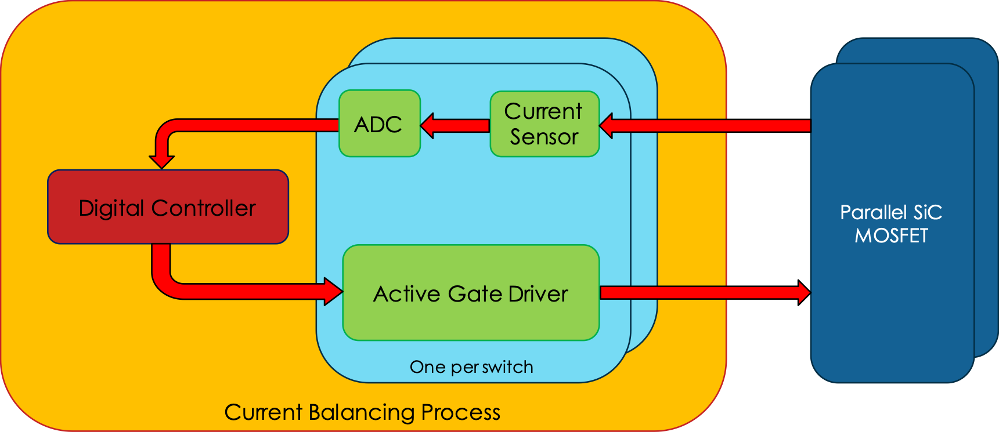 ADC
Current
Sensor
Digital Controller
Parallel SiC
MOSFET
Active Gate Driver
One per switch
Current Balancing Process